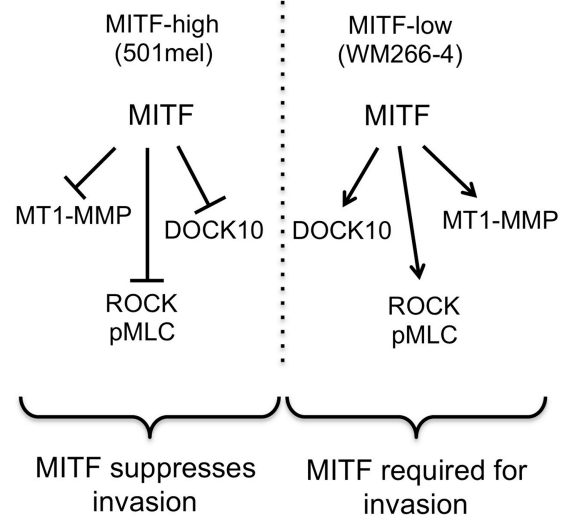 MITF-high
(501mel)
MITF
MT1-MMP
DOCK10
ROCK
pMLC
MITF suppresses
invasion
MITF-low
(WM266-4)
MITF
DOCK10
MT1-MMP
ROCK
pMLC
MITF required for
invasion